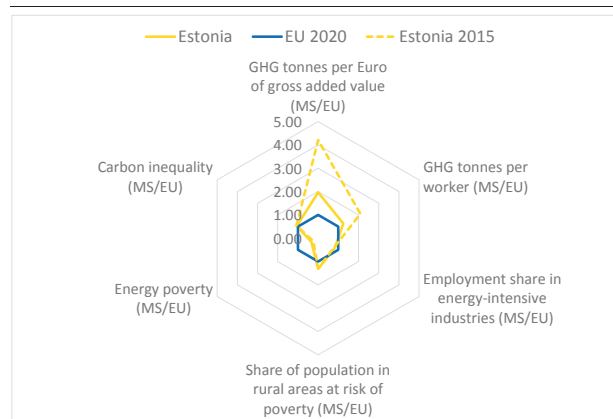 Estonia EU 2020 Estonia 2015
GHG tonnes per Euro
of gross added value
(MS/EU)
5.00
4.00
3.00
2.00
1.00
0.00
Carbon inequality
(MS/EU)
GHG tonnes per
worker (MS/EU)
Energy poverty
(MS/EU)
Employment share in
energy-intensive
industries (MS/EU)
Share of population in
rural areas at risk of
poverty (MS/EU)